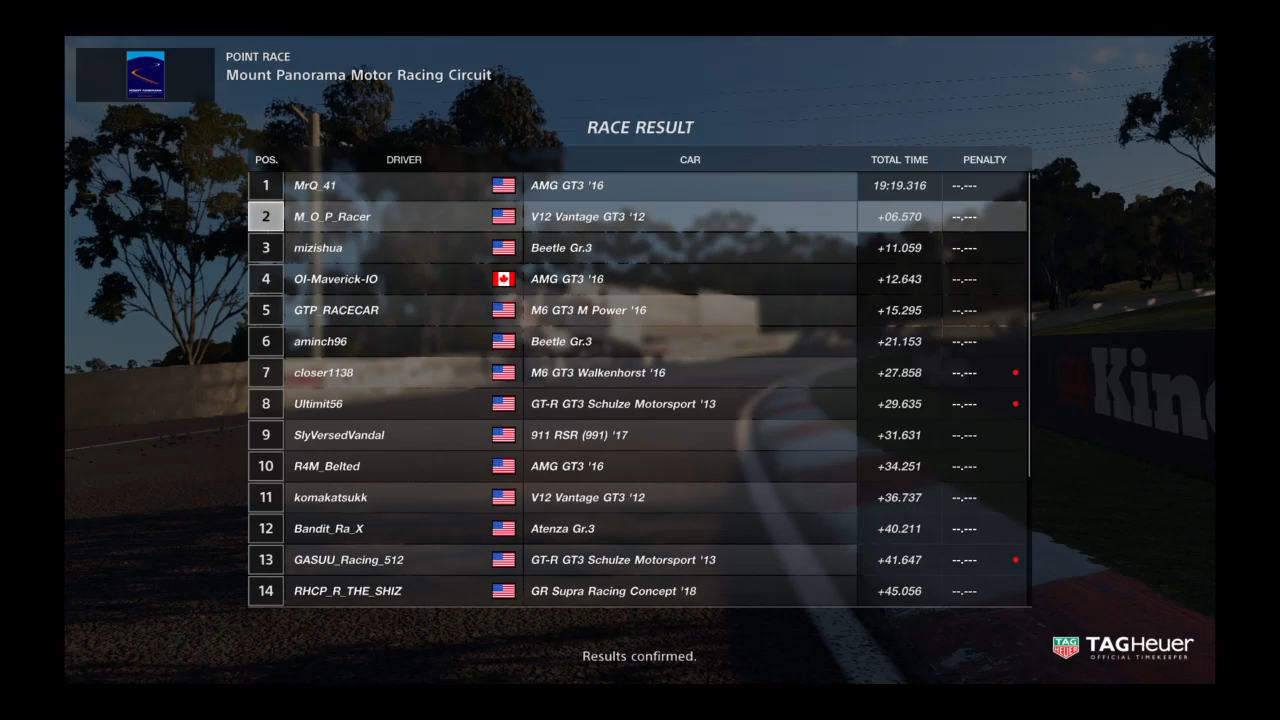 POINT RACE
Mount Panorama Motor Racing Circuit
RACE RESULT
POS. DRIVER CAR TOTAL TIME PENALTY
1 MrQ_41 AMG GT3 '16 19:19.316 --.---
2 M_O_P_Racer V12 Vantage GT3 '12 +06.570 --.---
3 mizishua Beetle Gr.3 +11.059 --.---
4 OI-Maverick-IO AMG GT3 '16 +12.643 --.---
5 GTP_RACECAR M6 GT3 M Power '16 +15.295 --.---
6 aminch96 Beetle Gr.3 +21.153 --.---
7 closer1138 M6 GT3 Walkenhorst '16 +27.858 --.---
8 Ultimit56 GT-R GT3 Schulze Motorsport '13 +29.635 --.---
9 SlyVersedVandal 911 RSR (991) '17 +31.631 --.---
10 R4M_Belted AMG GT3 '16 +34.251 --.---
11 komakatsukk V12 Vantage GT3 '12 +36.737 --.---
12 Bandit_Ra_X Atenza Gr.3 +40.211 --.---
13 GASUU_Racing_512 GT-R GT3 Schulze Motorsport '13 +41.647 --.---
14 RHCP_R_THE_SHIZ GR Supra Racing Concept '18 +45.056 --.---
Results confirmed.
TAG HEUER TAGHeuer
OFFICIAL TIMEKEEPER